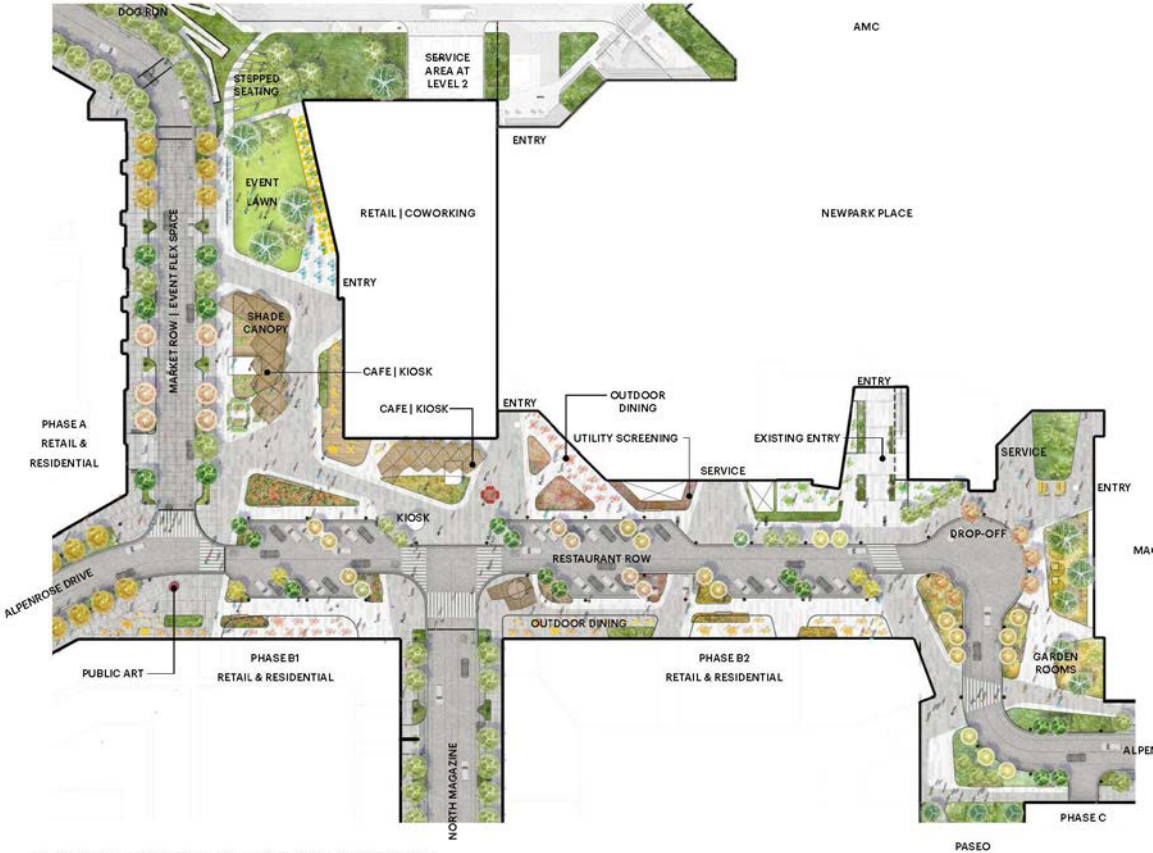 DOG RUN
AMC
SERVICE
AREA AT
LEVEL 2
STEPPED
SEATING
ENTRY
EVENT
LAWN
RETAIL | COWORKING
NEWPARK PLACE
MARKET ROW | EVENT FLEX SPACE
ENTRY
SHADE
CANOPY
CAFE | KIOSK
CAFE | KIOSK
ENTRY
OUTDOOR
DINING
ENTRY
PHASE A
RETAIL &
RESIDENTIAL
UTILITY SCREENING
EXISTING ENTRY
SERVICE
SERVICE
ENTRY
KIOSK
DROP-OFF
RESTAURANT ROW
MAC
ALPENROSE DRIVE
OUTDOOR DINING
PUBLIC ART
PHASE B1
RETAIL & RESIDENTIAL
PHASE B2
RETAIL & RESIDENTIAL
GARDEN
ROOMS
NORTH MAGAZINE
ALPEN
PHASE C
PASEO